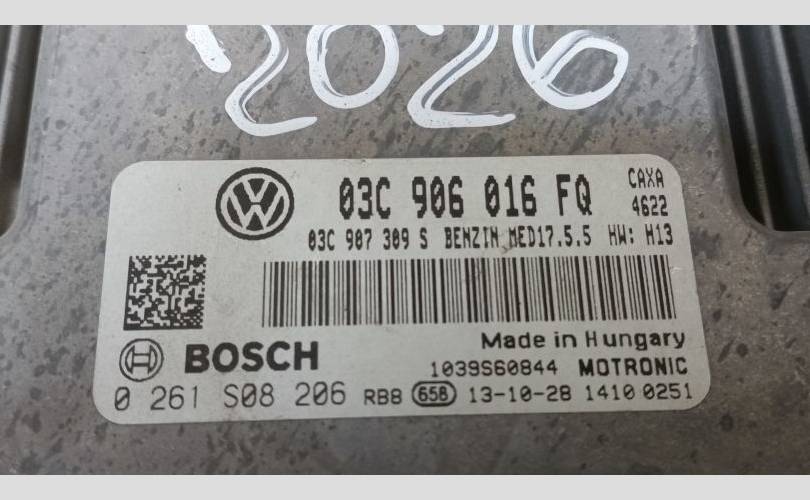 2026
03C 906 016 FQ CAXA
4622
03C 907 309 S BENZIN MED17.5.5 HW: H13
Made in Hungary
BOSCH 1039S60844 MOTRONIC
0 261 S08 206 RB8 658 13-10-28 1410 0251